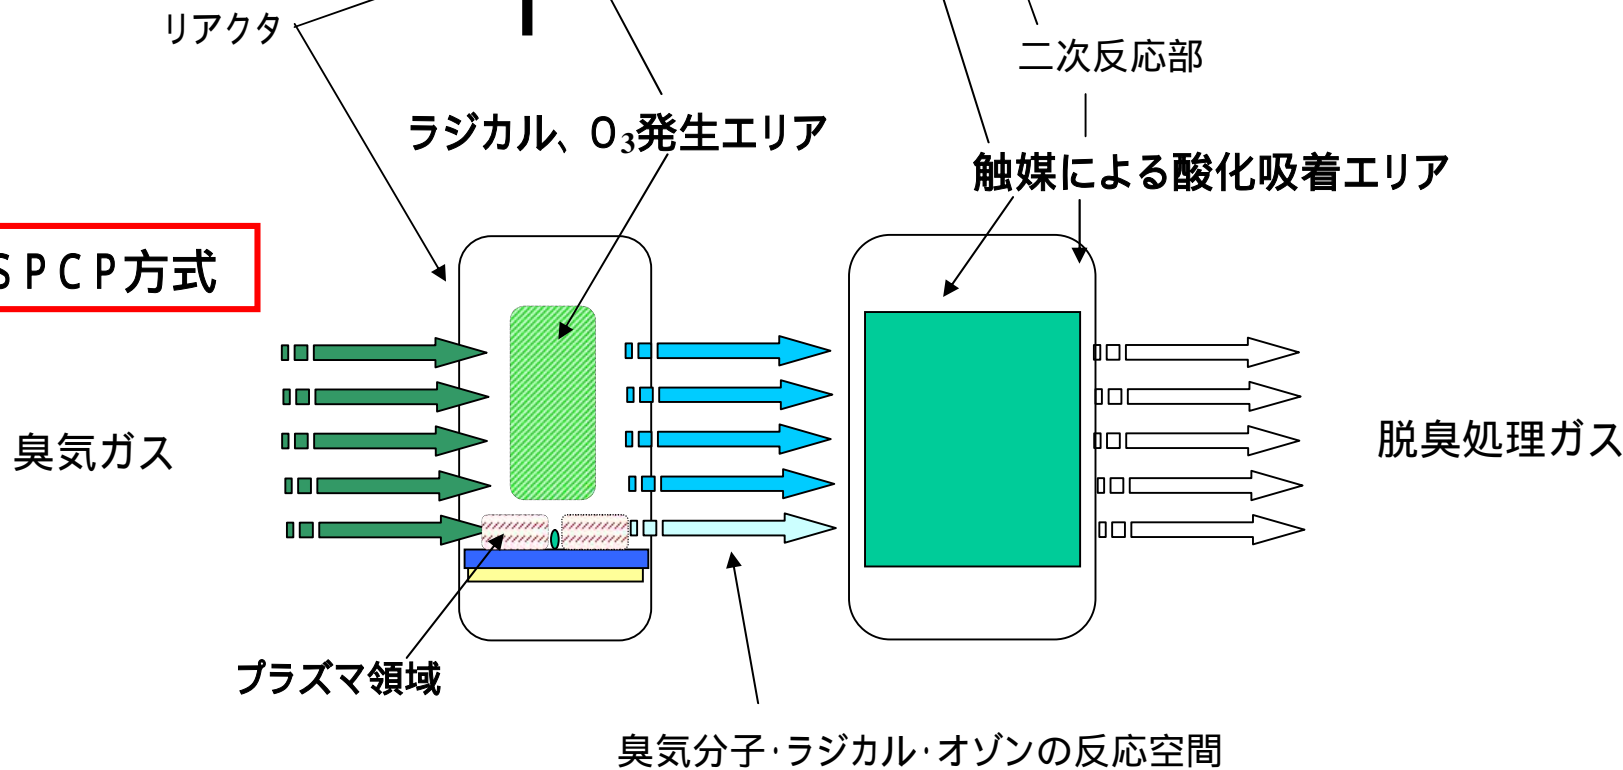 リアクタ
二次反応部
ラジカル、O₃発生エリア
触媒による酸化吸着エリア
SPCP方式
臭気ガス
脱臭処理ガス
プラズマ領域
臭気分子・ラジカル・オゾンの反応空間